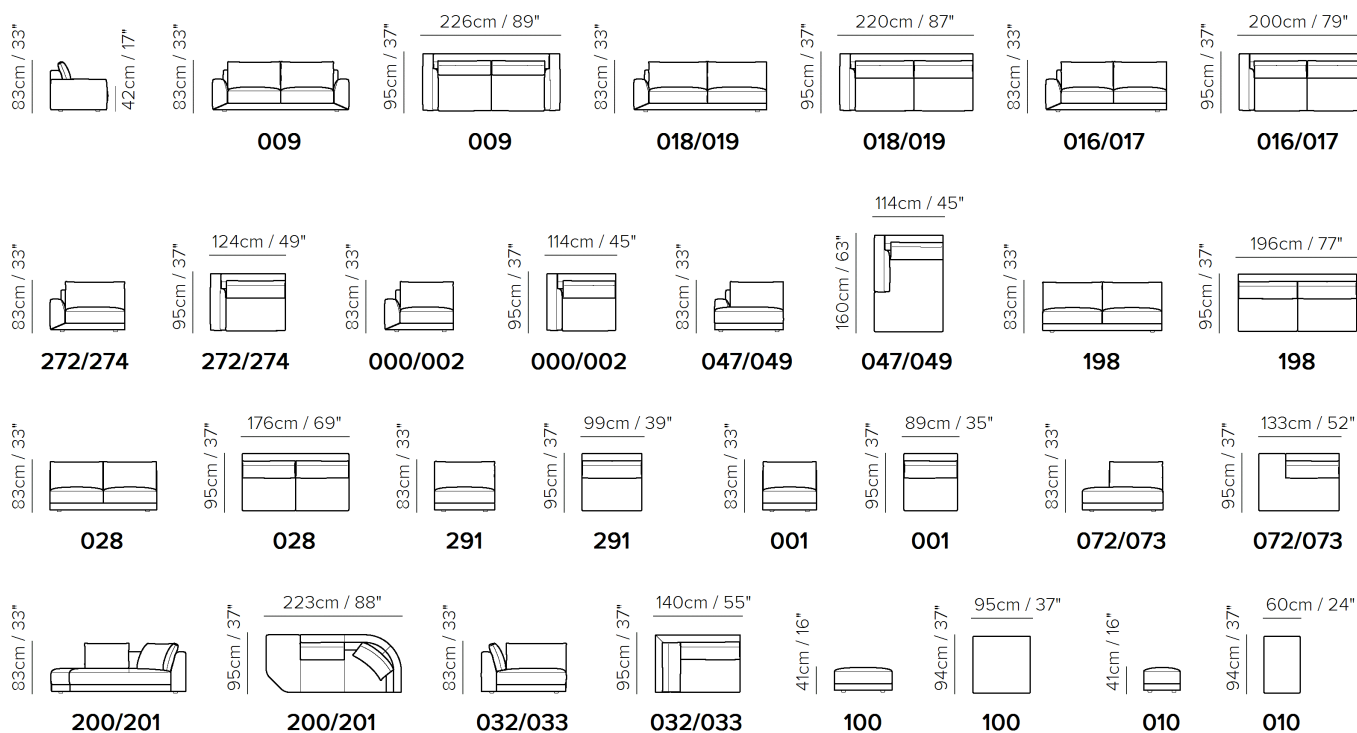 83cm / 33"
42cm / 17"
83cm / 33"
009
95cm / 37"
226cm / 89"
009
83cm / 33"
018/019
95cm / 37"
220cm / 87"
018/019
83cm / 33"
016/017
95cm / 37"
200cm / 79"
016/017
83cm / 33"
272/274
95cm / 37"
124cm / 49"
272/274
83cm / 33"
000/002
95cm / 37"
114cm / 45"
000/002
83cm / 33"
047/049
160cm / 63"
114cm / 45"
047/049
83cm / 33"
198
95cm / 37"
196cm / 77"
198
83cm / 33"
028
95cm / 37"
176cm / 69"
028
83cm / 33"
291
95cm / 37"
99cm / 39"
291
83cm / 33"
001
95cm / 37"
89cm / 35"
001
83cm / 33"
072/073
95cm / 37"
133cm / 52"
072/073
83cm / 33"
200/201
95cm / 37"
223cm / 88"
200/201
83cm / 33"
032/033
95cm / 37"
140cm / 55"
032/033
41cm / 16"
100
94cm / 37"
95cm / 37"
100
41cm / 16"
010
94cm / 37"
60cm / 24"
010